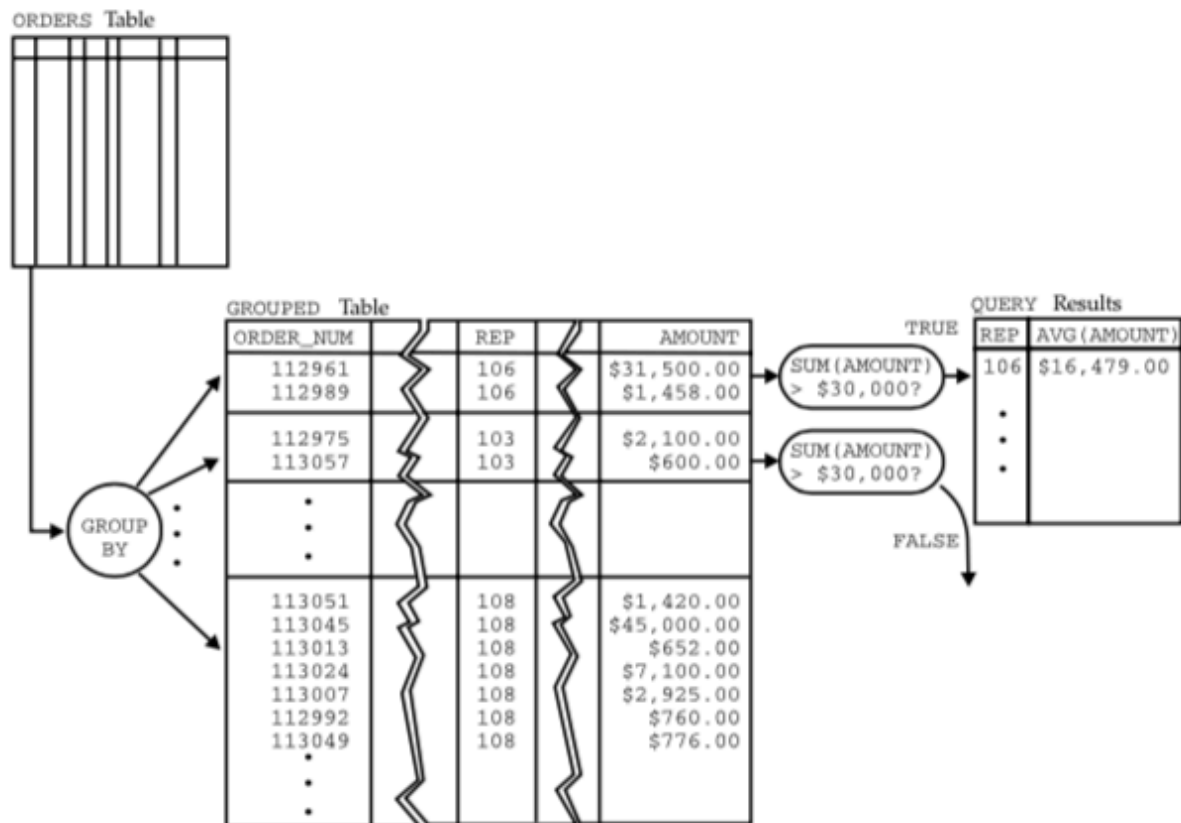 ORDERS Table
GROUPED Table
QUERY Results
ORDER_NUM REP AMOUNT
TRUE
REP AVG(AMOUNT)
112961 106 $31,500.00
112989 106 $1,458.00
SUM(AMOUNT)
> $30,000?
106 $16,479.00
112975 103 $2,100.00
113057 103 $600.00
SUM(AMOUNT)
> $30,000?
GROUP
BY
FALSE
113051 108 $1,420.00
113045 108 $45,000.00
113013 108 $652.00
113024 108 $7,100.00
113007 108 $2,925.00
112992 108 $760.00
113049 108 $776.00